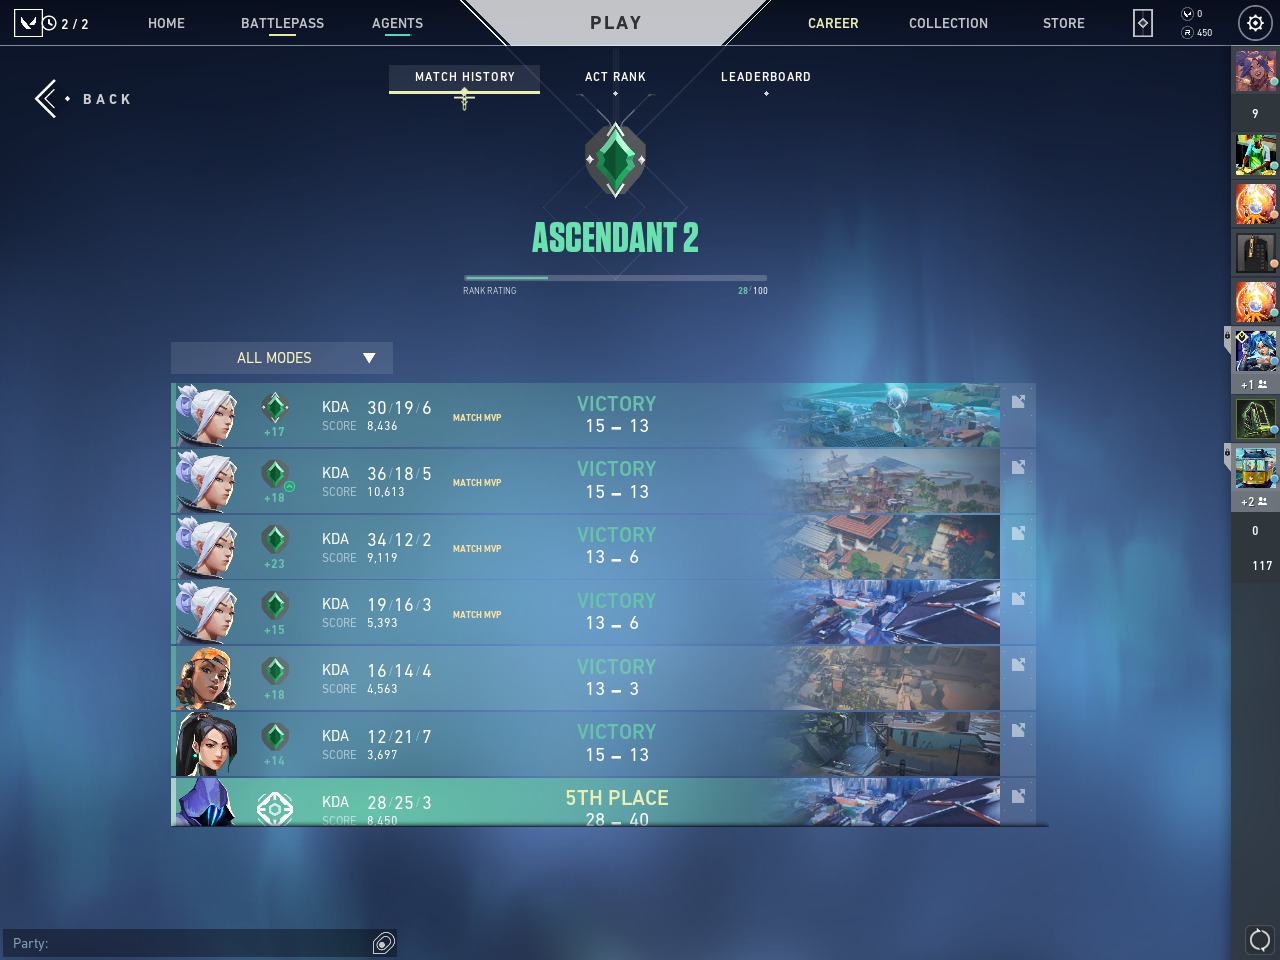 2 / 2 HOME BATTLEPASS AGENTS PLAY CAREER COLLECTION STORE 0
450
MATCH HISTORY ACT RANK LEADERBOARD
BACK
9
ASCENDANT 2
RANK RATING 28/100
ALL MODES
KDA 30/19/6 MATCH MVP VICTORY
+17 SCORE 8,436 15 – 13
+1
KDA 36/18/5 MATCH MVP VICTORY
+18 SCORE 10,613 15 – 13
+2
KDA 34/12/2 MATCH MVP VICTORY
+23 SCORE 9,119 13 – 6
0
117
KDA 19/16/3 MATCH MVP VICTORY
+15 SCORE 5,393 13 – 6
KDA 16/14/4 VICTORY
+18 SCORE 4,563 13 – 3
KDA 12/21/7 VICTORY
+14 SCORE 3,697 15 – 13
KDA 28/25/3 5TH PLACE
SCORE 8,450 28 – 40
Party: